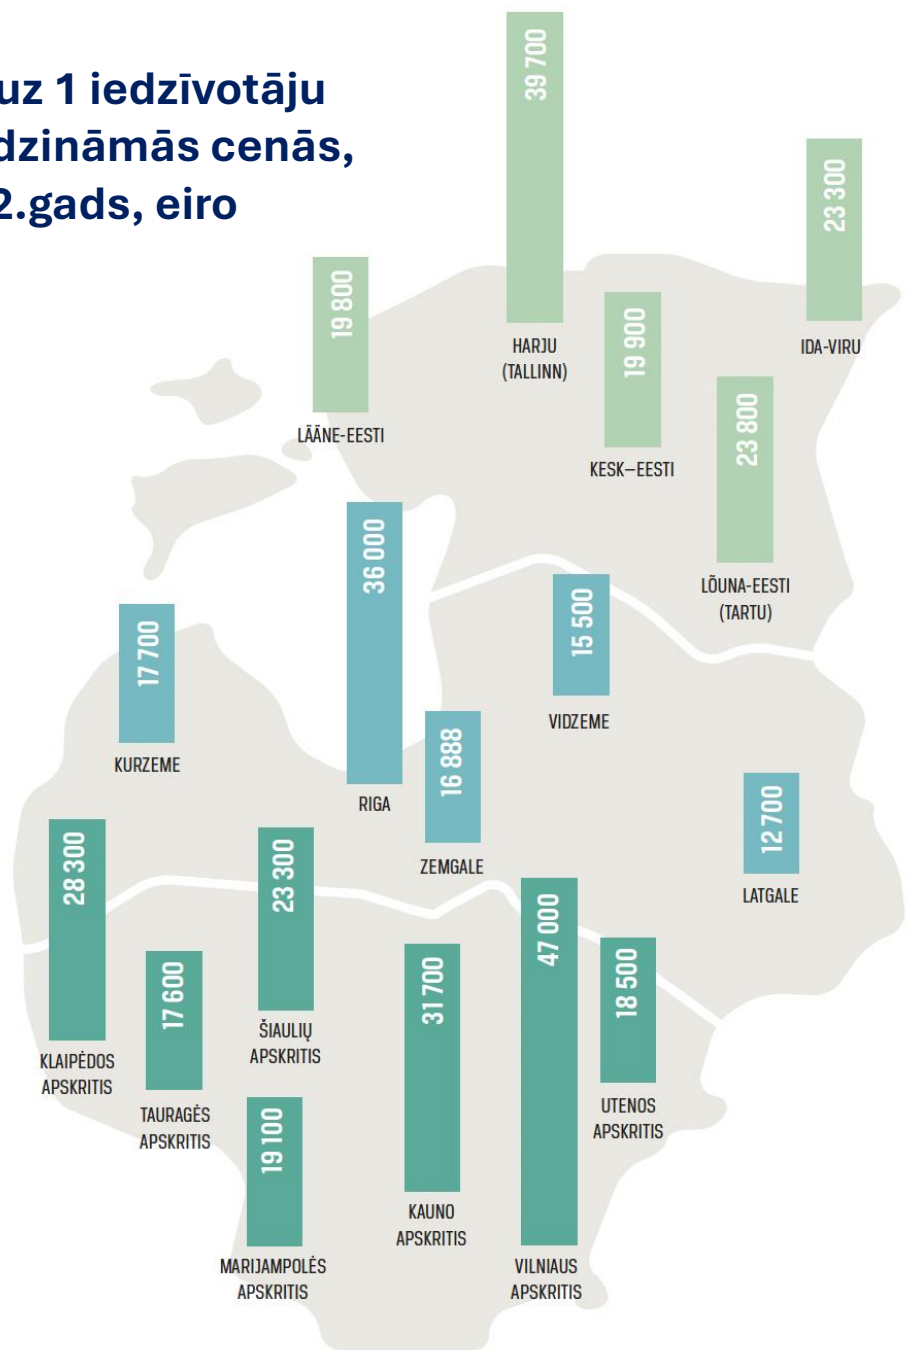 uz 1 iedzīvotāju
dzināmās cenās,
2.gads, eiro
39 700
HARJU
(TALLINN)
23 300
IDA-VIRU
19 800
LÄÄNE-EESTI
19 900
KESK–EESTI
23 800
LÕUNA-EESTI
(TARTU)
36 000
RIGA
15 500
VIDZEME
17 700
KURZEME
16 888
ZEMGALE
12 700
LATGALE
28 300
KLAIPĖDOS
APSKRITIS
23 300
ŠIAULIŲ
APSKRITIS
17 600
TAURAGĖS
APSKRITIS
31 700
KAUNO
APSKRITIS
47 000
VILNIAUS
APSKRITIS
18 500
UTENOS
APSKRITIS
19 100
MARIJAMPOLĖS
APSKRITIS